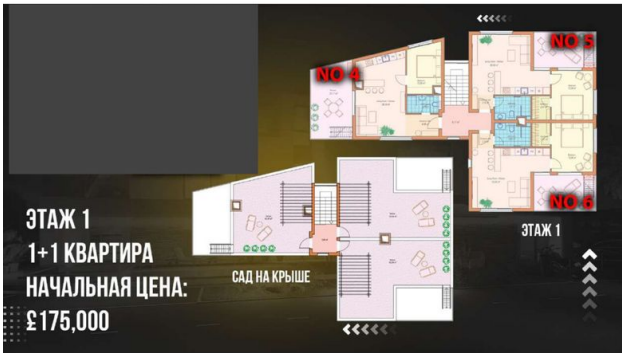 NO 4
NO 5
NO 6
ЭТАЖ 1
САД НА КРЫШЕ
ЭТАЖ 1
1+1 КВАРТИРА
НАЧАЛЬНАЯ ЦЕНА:
£175,000